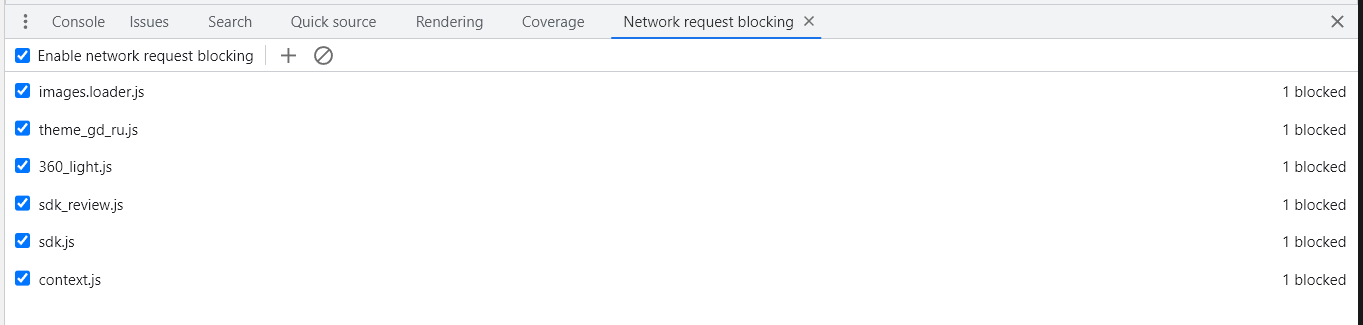 Console Issues Search Quick source Rendering Coverage Network request blocking
Enable network request blocking
images.loader.js 1 blocked
theme_gd_ru.js 1 blocked
360_light.js 1 blocked
sdk_review.js 1 blocked
sdk.js 1 blocked
context.js 1 blocked